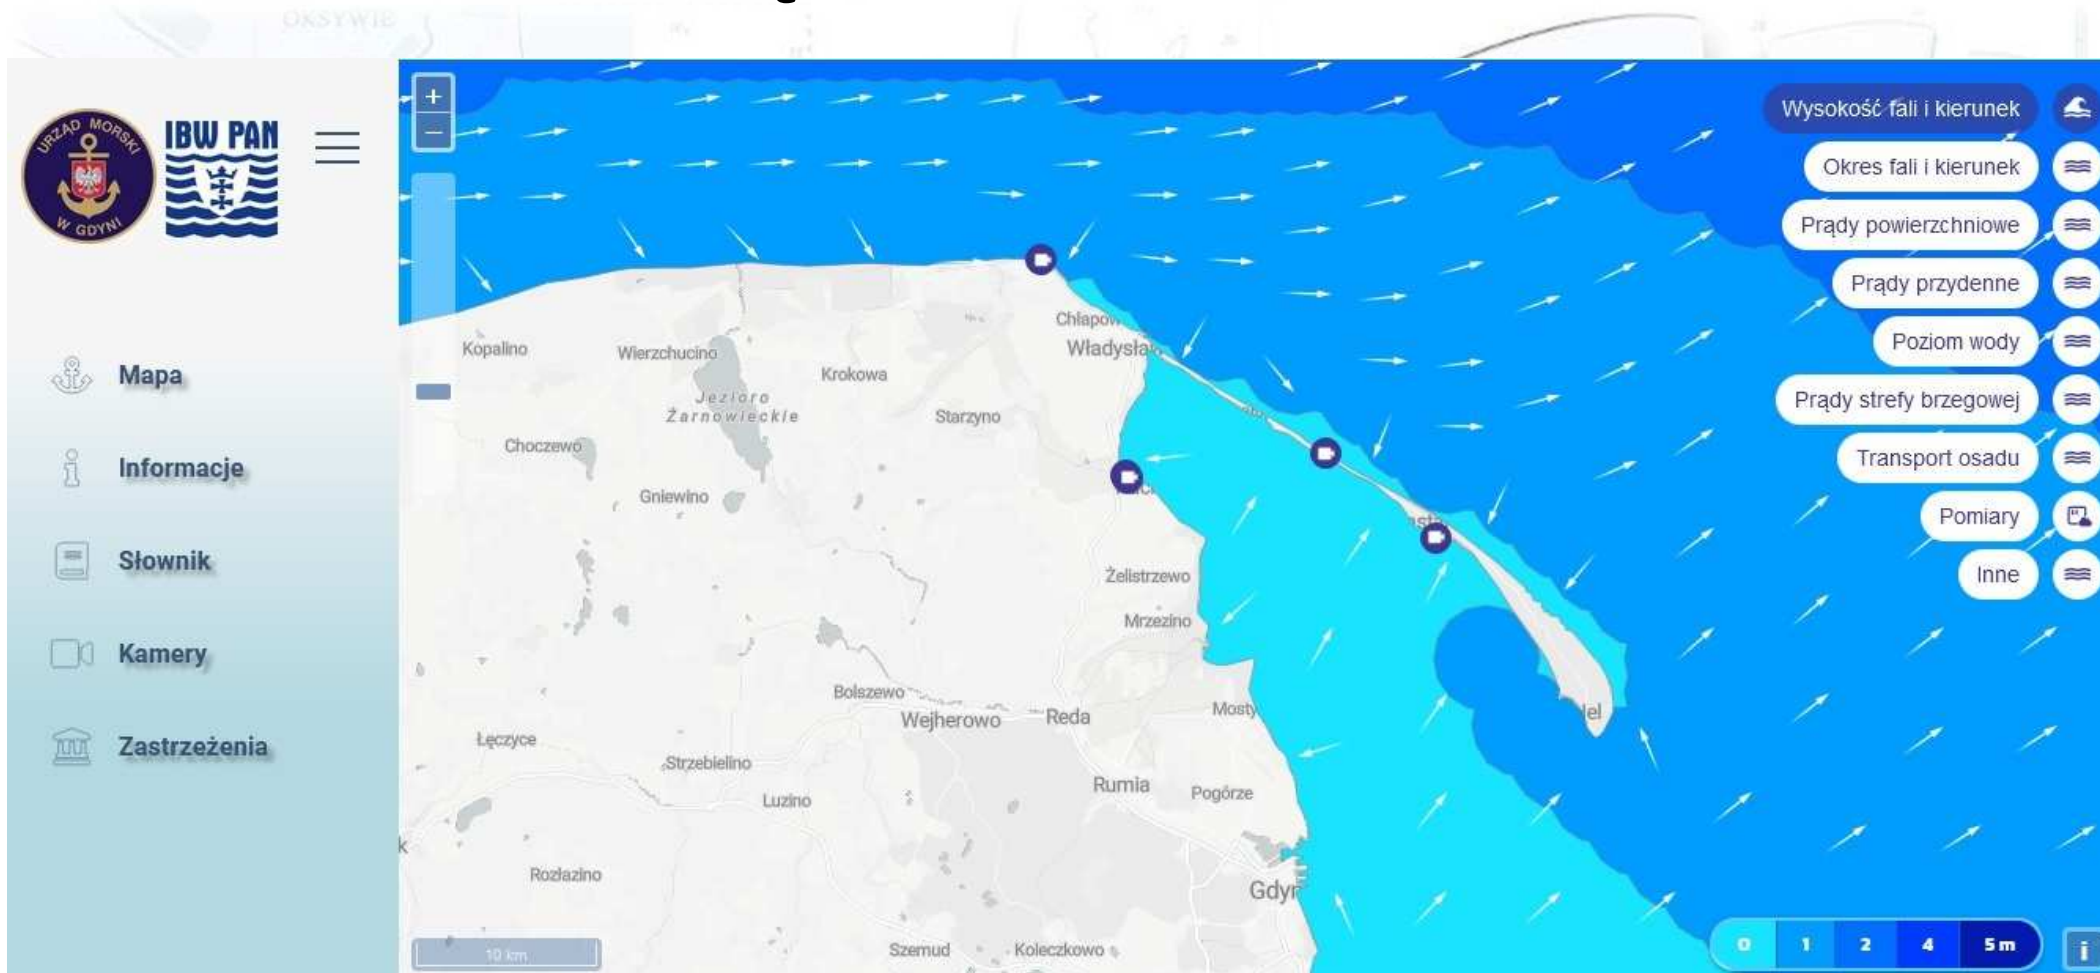 OKSYWIE
URZĄD MORSKI
W GDYNI
IBW PAN
Mapa
Informacje
Słownik
Kamery
Zastrzeżenia
+
−
Wysokość fali i kierunek
Okres fali i kierunek
Prądy powierzchniowe
Prądy przydenne
Poziom wody
Prądy strefy brzegowej
Transport osadu
Pomiary
Inne
Chłapow
Kopalino
Wierzchucino
Władysła
Krokowa
Jezioro
Żarnowieckie
Starzyno
Choczewo
Gniewino
Żelistrzewo
Mrzezino
Bolszewo
Wejherowo
Reda
Mosty
Hel
Łęczyce
Strzebielino
Luzino
Rumia
Pogórze
k
Rozłazino
Gdyn
Szemud
Koleczkowo
10 km
0 1 2 4 5 m
i